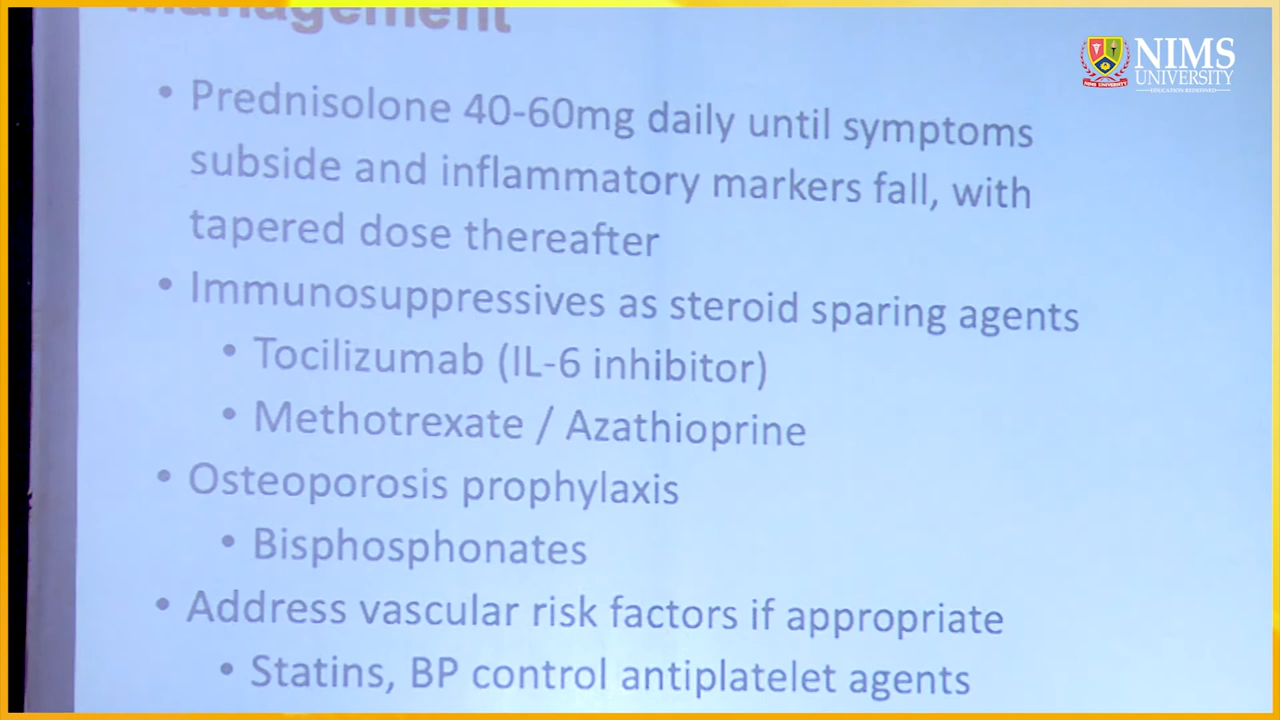 Management
NIMS
UNIVERSITY
EDUCATION REDEFINED
• Prednisolone 40-60mg daily until symptoms
subside and inflammatory markers fall, with
tapered dose thereafter
• Immunosuppressives as steroid sparing agents
• Tocilizumab (IL-6 inhibitor)
• Methotrexate / Azathioprine
• Osteoporosis prophylaxis
• Bisphosphonates
• Address vascular risk factors if appropriate
• Statins, BP control antiplatelet agents